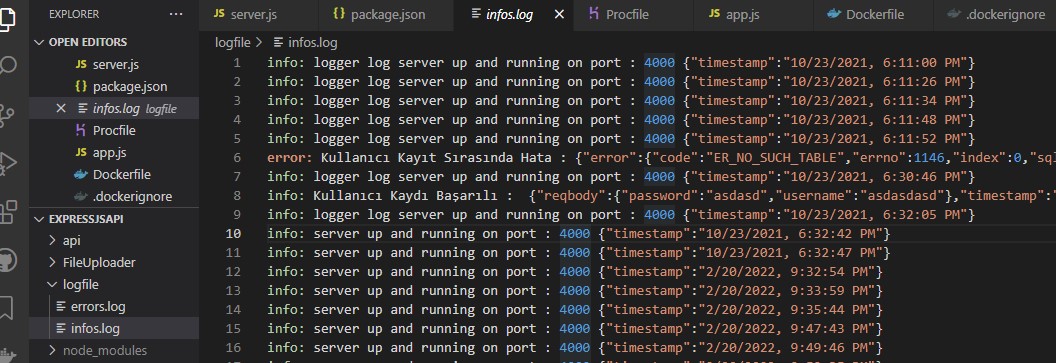 EXPLORER ···
JS server.js
package.json
infos.log
Procfile
JS app.js
Dockerfile
.dockerignore
OPEN EDITORS
JS server.js
package.json
infos.log logfile
Procfile
JS app.js
Dockerfile
.dockerignore
EXPRESSJSAPI
api
FileUploader
logfile
errors.log
infos.log
node_modules
logfile > infos.log
1 info: logger log server up and running on port : 4000 {"timestamp":"10/23/2021, 6:11:00 PM"}
2 info: logger log server up and running on port : 4000 {"timestamp":"10/23/2021, 6:11:26 PM"}
3 info: logger log server up and running on port : 4000 {"timestamp":"10/23/2021, 6:11:34 PM"}
4 info: logger log server up and running on port : 4000 {"timestamp":"10/23/2021, 6:11:48 PM"}
5 info: logger log server up and running on port : 4000 {"timestamp":"10/23/2021, 6:11:52 PM"}
6 error: Kullanıcı Kayıt Sırasında Hata : {"error":{"code":"ER_NO_SUCH_TABLE","errno":1146,"index":0,"sql
7 info: logger log server up and running on port : 4000 {"timestamp":"10/23/2021, 6:30:46 PM"}
8 info: Kullanıcı Kaydı Başarılı : {"reqbody":{"password":"asdasd","username":"asdasdasd"},"timestamp":"
9 info: logger log server up and running on port : 4000 {"timestamp":"10/23/2021, 6:32:05 PM"}
10 info: server up and running on port : 4000 {"timestamp":"10/23/2021, 6:32:42 PM"}
11 info: server up and running on port : 4000 {"timestamp":"10/23/2021, 6:32:47 PM"}
12 info: server up and running on port : 4000 {"timestamp":"2/20/2022, 9:32:54 PM"}
13 info: server up and running on port : 4000 {"timestamp":"2/20/2022, 9:33:59 PM"}
14 info: server up and running on port : 4000 {"timestamp":"2/20/2022, 9:35:44 PM"}
15 info: server up and running on port : 4000 {"timestamp":"2/20/2022, 9:47:43 PM"}
16 info: server up and running on port : 4000 {"timestamp":"2/20/2022, 9:49:46 PM"}